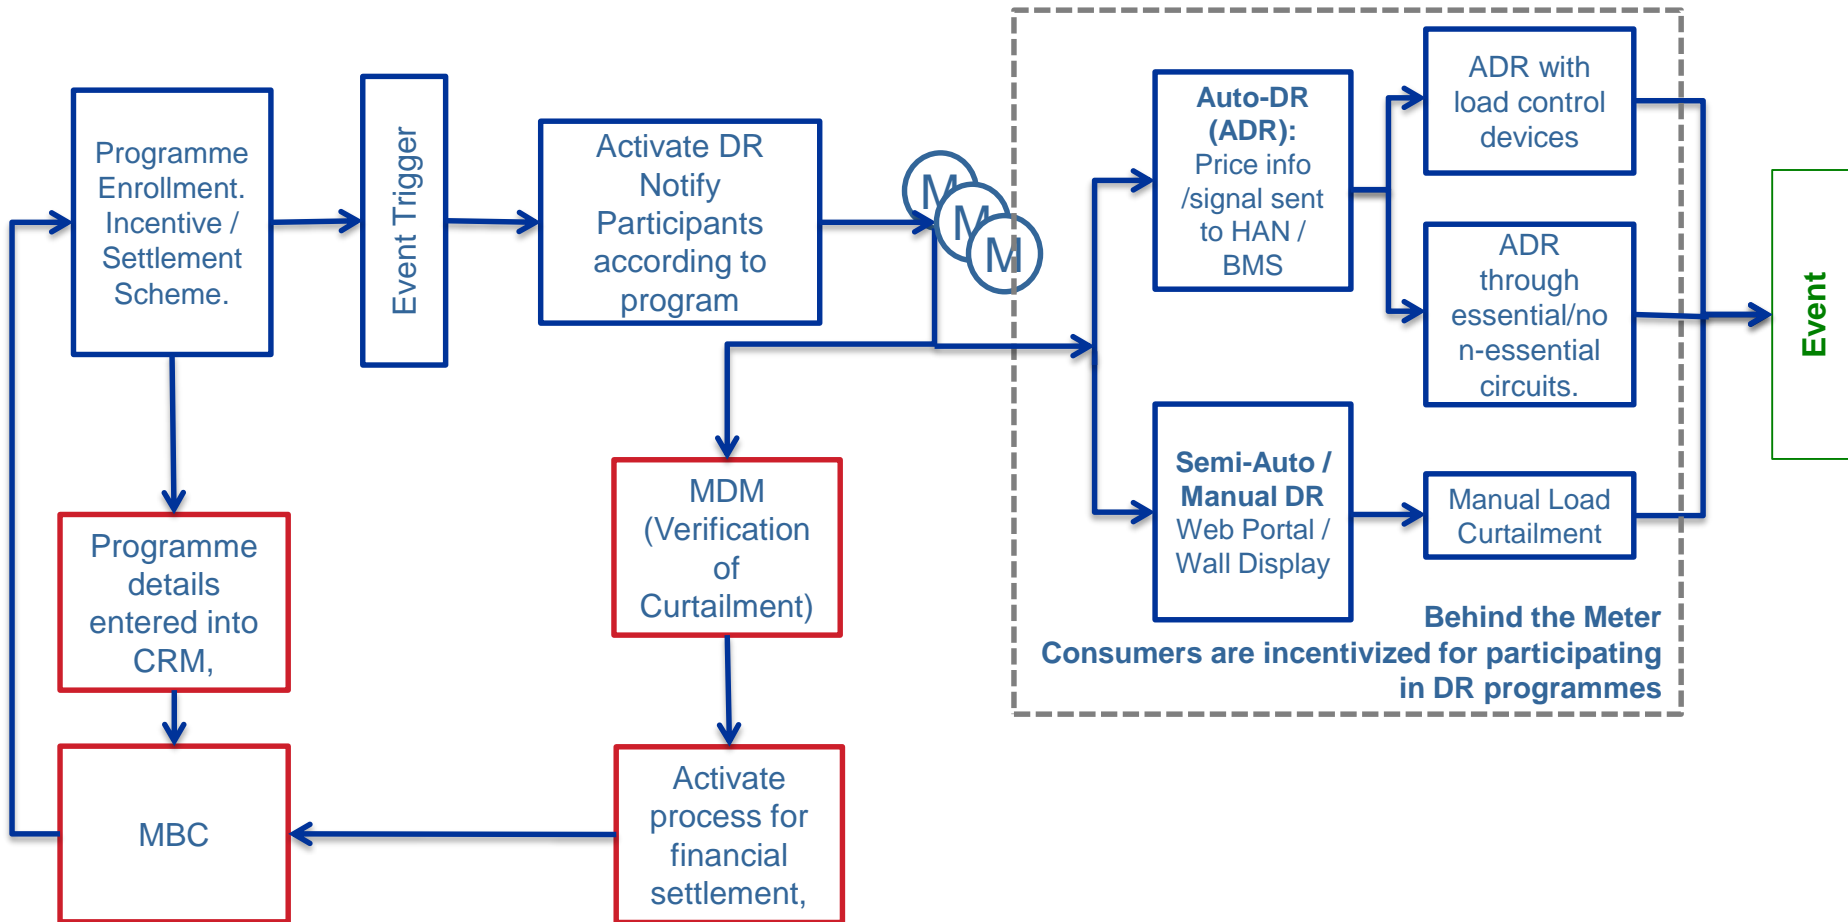 Programme
Enrollment.
Incentive /
Settlement
Scheme.
Event Trigger
Activate DR
Notify
Participants
according to
program
M
M
M
Auto-DR
(ADR):
Price info
/signal sent
to HAN /
BMS
ADR with
load control
devices
ADR
through
essential/no
n-essential
circuits.
Event
Semi-Auto /
Manual DR
Web Portal /
Wall Display
Manual Load
Curtailment
Behind the Meter
Consumers are incentivized for participating
in DR programmes
Programme
details
entered into
CRM,
MDM
(Verification
of
Curtailment)
MBC
Activate
process for
financial
settlement,